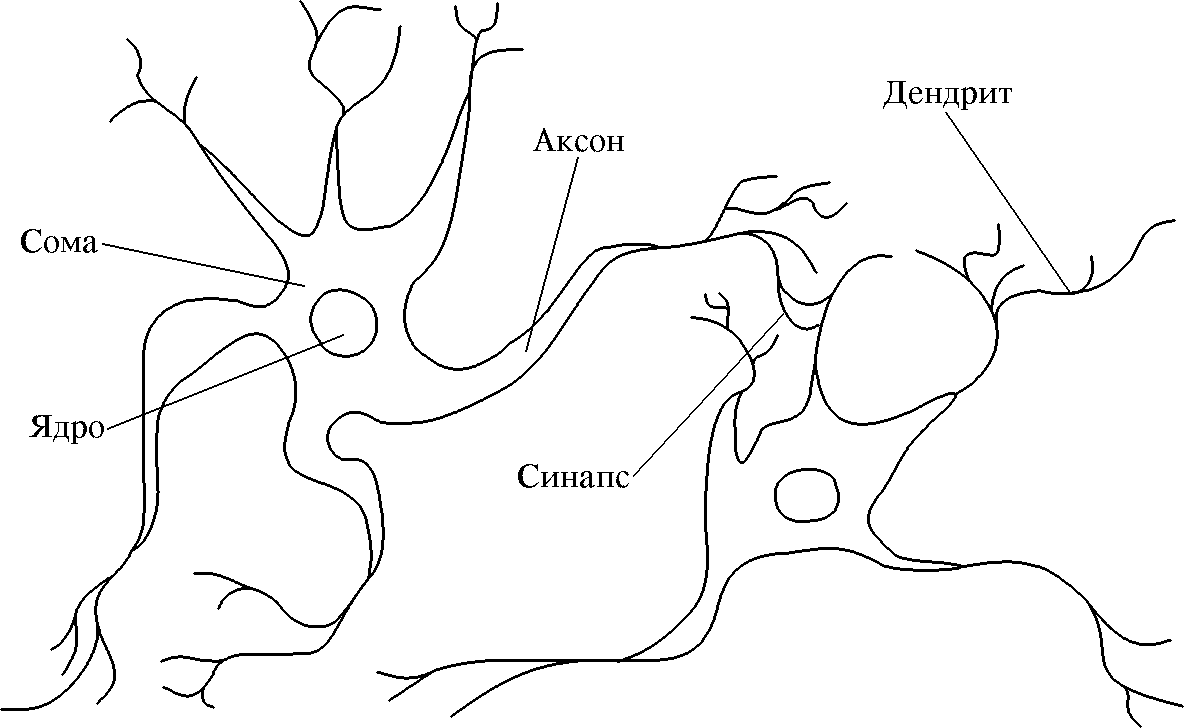 Дендрит
Аксон
Сома
Ядро
Синапс